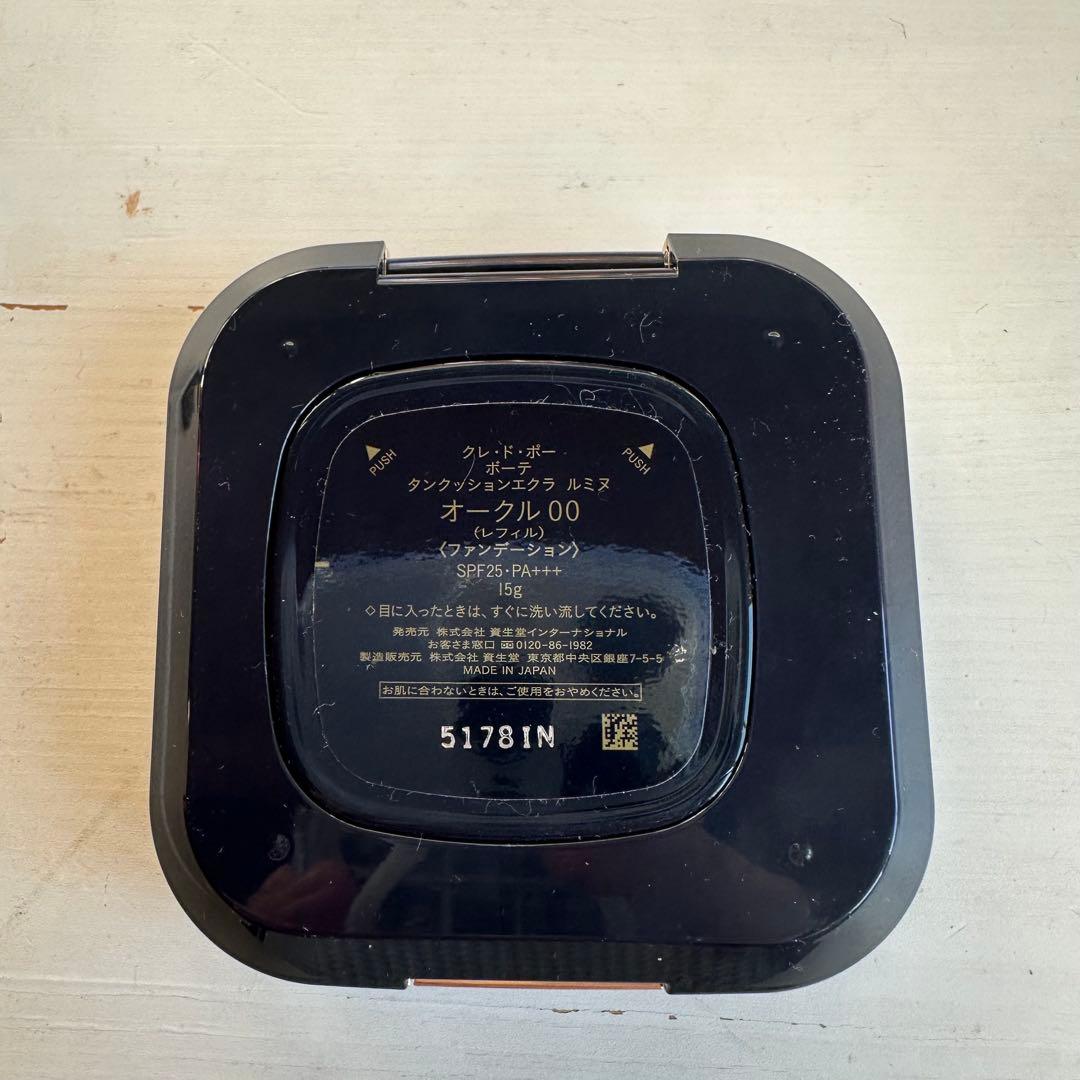 PUSH
PUSH
クレ・ド・ポー
ボーテ
タンクッションエクラ ルミヌ
オークル 00
(レフィル)
〈ファンデーション〉
SPF25・PA+++
15g
◇目に入ったときは、すぐに洗い流してください。
発売元 株式会社 資生堂インターナショナル
お客さま窓口 0120-86-1982
製造販売元 株式会社 資生堂 東京都中央区銀座7-5-5
MADE IN JAPAN
お肌に合わないときは、ご使用をおやめください。
5178IN